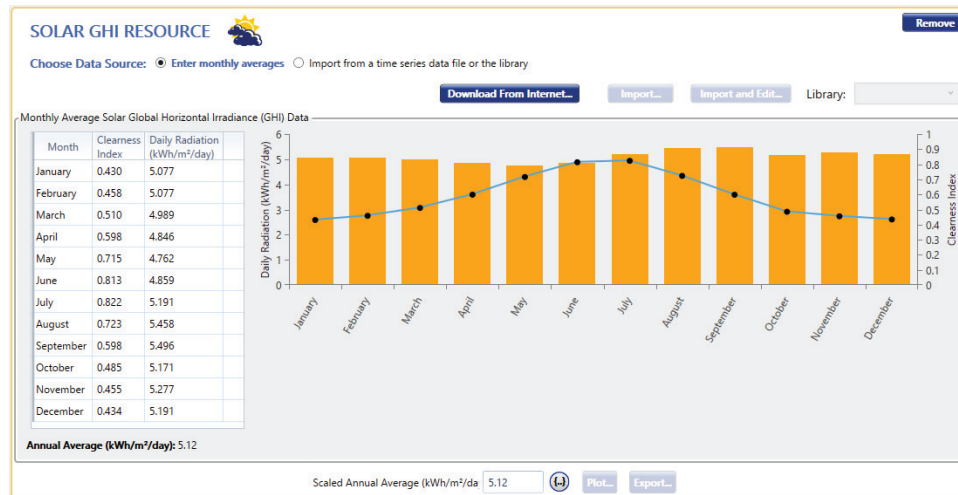 SOLAR GHI RESOURCE
Remove
Choose Data Source: Enter monthly averages Import from a time series data file or the library
Download From Internet... Import... Import and Edit... Library:
Monthly Average Solar Global Horizontal Irradiance (GHI) Data
Month Clearness Index Daily Radiation (kWh/m²/day)
January 0.430 5.077
February 0.458 5.077
March 0.510 4.989
April 0.598 4.846
May 0.715 4.762
June 0.813 4.859
July 0.822 5.191
August 0.723 5.458
September 0.598 5.496
October 0.485 5.171
November 0.455 5.277
December 0.434 5.191
Daily Radiation (kWh/m²/day)
6
5
4
3
2
1
0
January February March April May June July August September October November December
1
0.9
0.8
0.7
0.6
0.5
0.4
0.3
0.2
0.1
0
Clearness Index
Annual Average (kWh/m²/day): 5.12
Scaled Annual Average (kWh/m²/da 5.12 {..} Plot... Export...